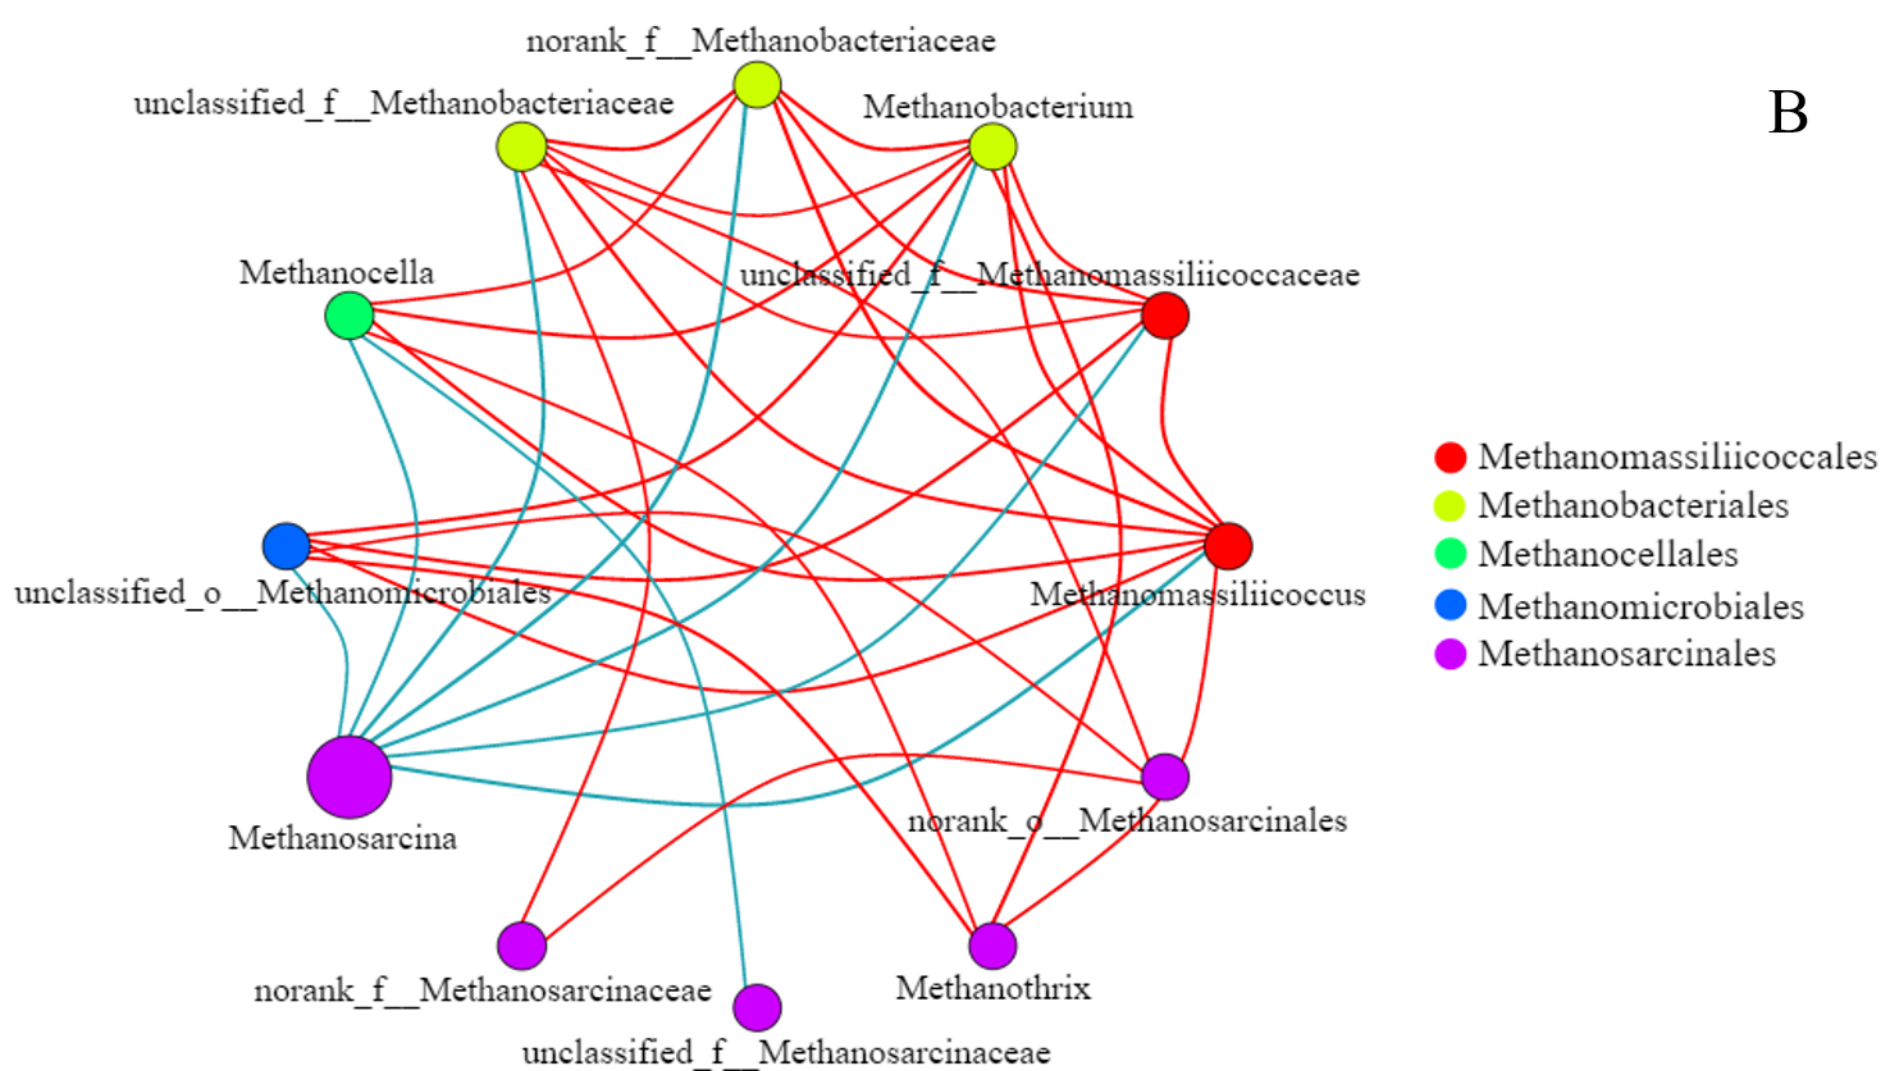 norank_f__Methanobacteriaceae
unclassified_f__Methanobacteriaceae
Methanobacterium
B
Methanocella
unclassified_f__Methanomassiliicoccaceae
Methanomassiliicoccales
Methanobacteriales
Methanocellales
Methanomicrobiales
Methanosarcinales
unclassified_o__Methanomicrobiales
Methanomassiliicoccus
Methanosarcina
norank_o__Methanosarcinales
norank_f__Methanosarcinaceae
Methanothrix
unclassified_f__Methanosarcinaceae